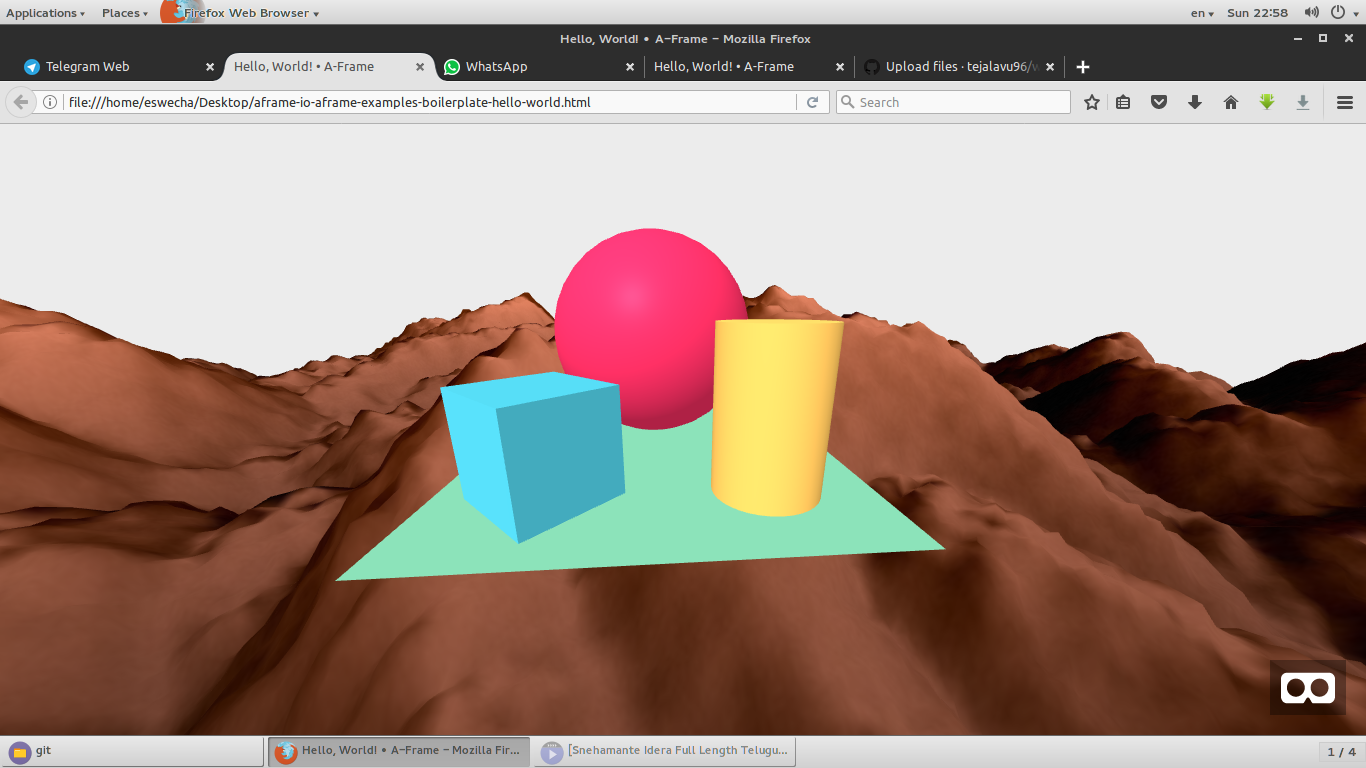 Applications Places Firefox Web Browser en Sun 22:58
Hello, World! • A-Frame - Mozilla Firefox
Telegram Web Hello, World! • A-Frame WhatsApp Hello, World! • A-Frame Upload files · tejalavu96/
file:///home/eswecha/Desktop/aframe-io-aframe-examples-boilerplate-hello-world.html Search
git Hello, World! • A-Frame - Mozilla Fir... [Snehamante Idera Full Length Telugu... 1 / 4